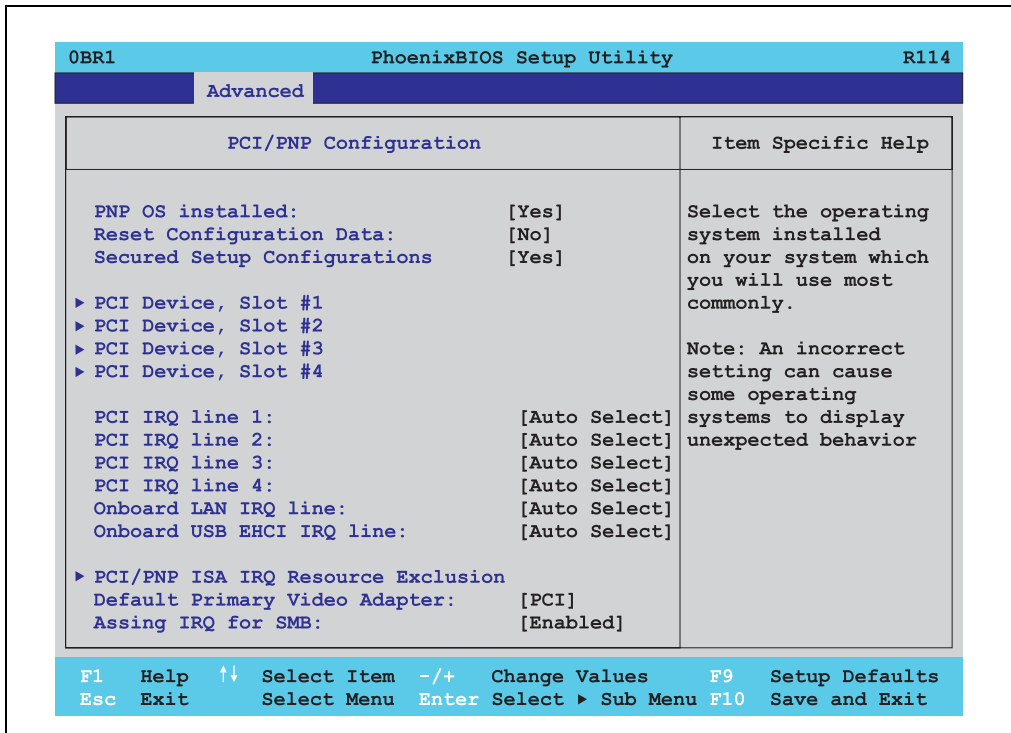 0BR1 PhoenixBIOS Setup Utility R114
Advanced
PCI/PNP Configuration
Item Specific Help
PNP OS installed: [Yes]
Reset Configuration Data: [No]
Secured Setup Configurations [Yes]
▶ PCI Device, Slot #1
▶ PCI Device, Slot #2
▶ PCI Device, Slot #3
▶ PCI Device, Slot #4
PCI IRQ line 1: [Auto Select]
PCI IRQ line 2: [Auto Select]
PCI IRQ line 3: [Auto Select]
PCI IRQ line 4: [Auto Select]
Onboard LAN IRQ line: [Auto Select]
Onboard USB EHCI IRQ line: [Auto Select]
▶ PCI/PNP ISA IRQ Resource Exclusion
Default Primary Video Adapter: [PCI]
Assing IRQ for SMB: [Enabled]
Select the operating
system installed
on your system which
you will use most
commonly.
Note: An incorrect
setting can cause
some operating
systems to display
unexpected behavior
F1 Help ↑↓ Select Item -/+ Change Values F9 Setup Defaults
Esc Exit Select Menu Enter Select ▶ Sub Menu F10 Save and Exit